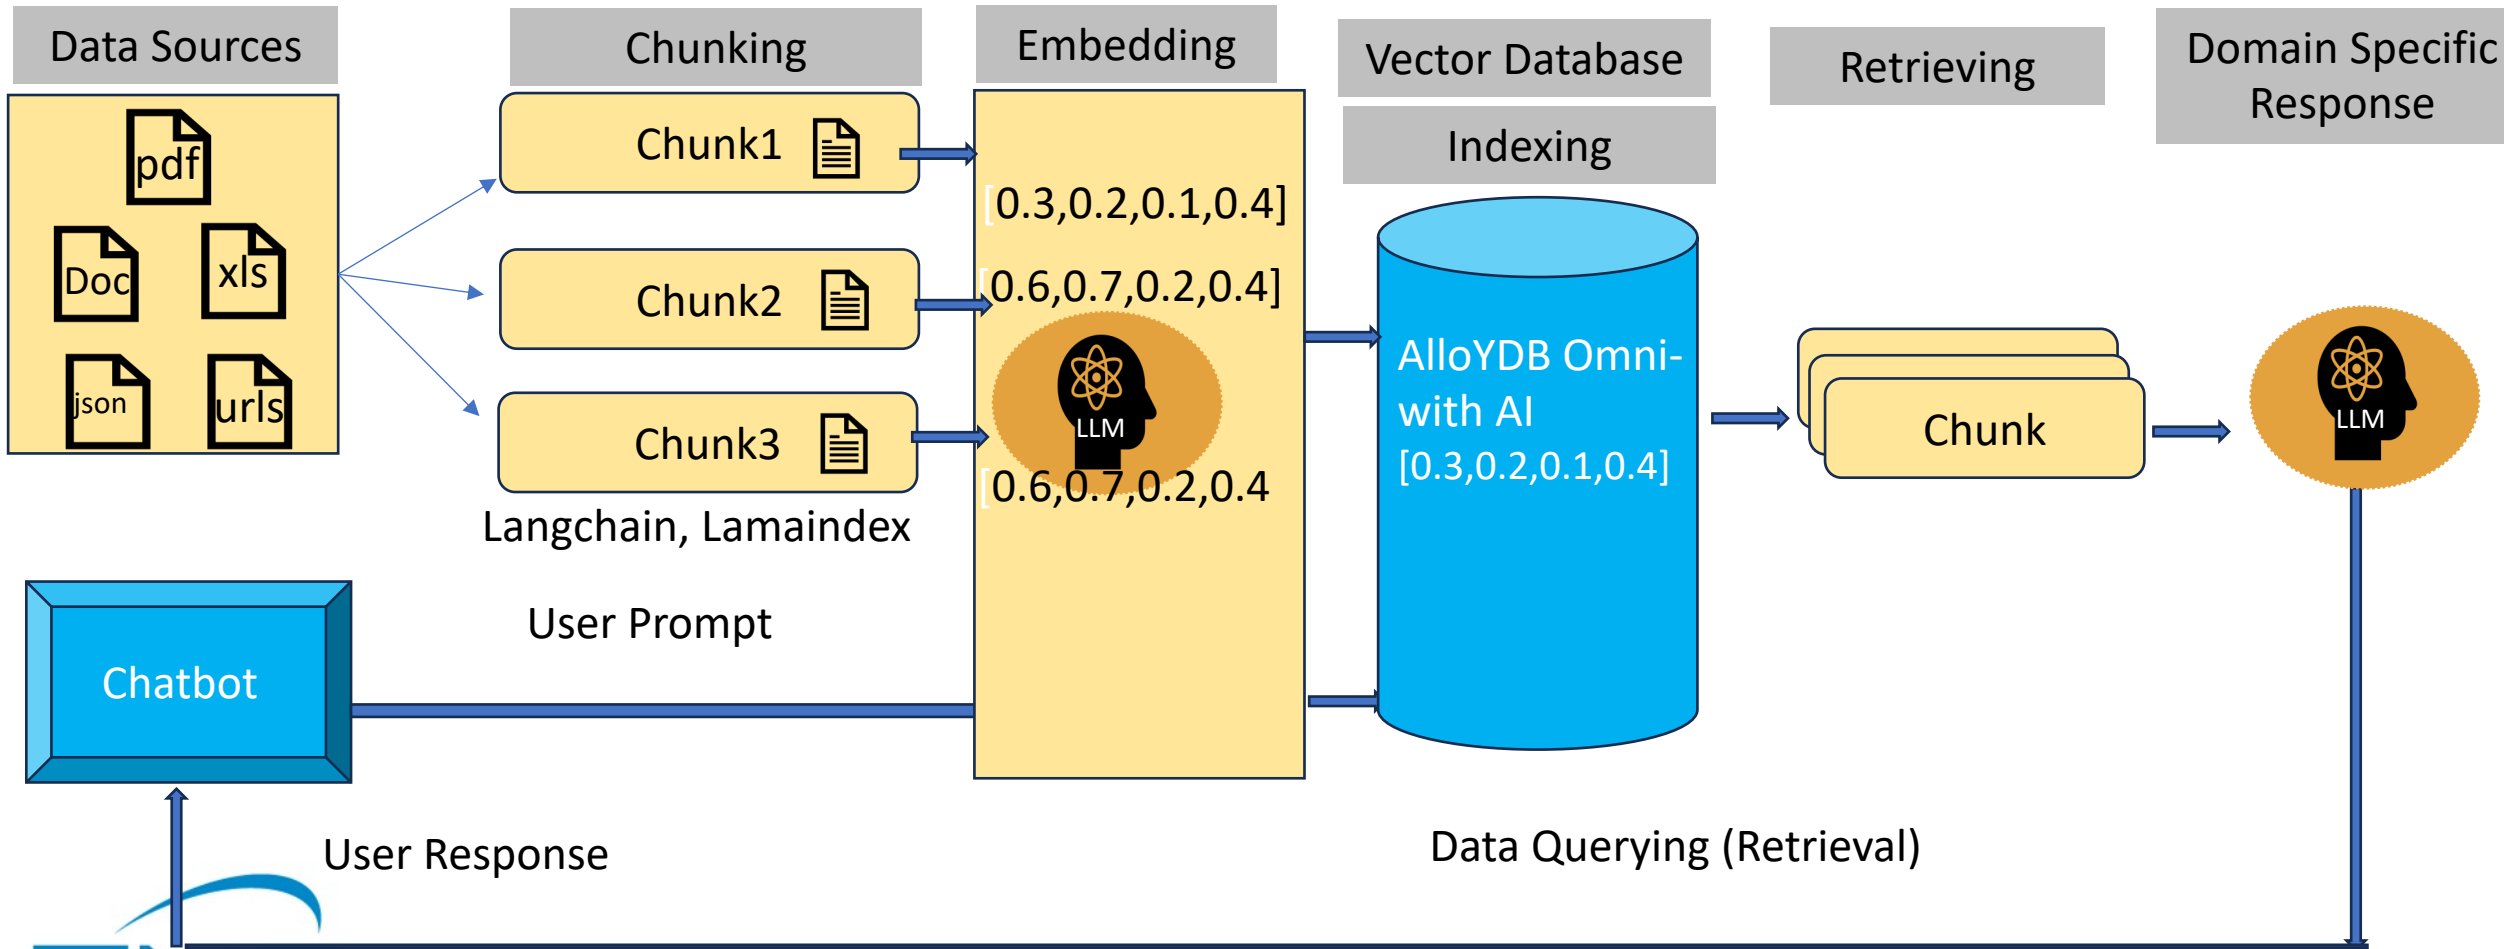 Data Sources
Chunking
Embedding
Vector Database
Indexing
Retrieving
Domain Specific
Response
pdf
Doc
xls
json
urls
Chunk1
Chunk2
Chunk3
Langchain, Lamaindex
[0.3,0.2,0.1,0.4]
[0.6,0.7,0.2,0.4]
LLM
[0.6,0.7,0.2,0.4
AlloYDB Omni-
with AI
[0.3,0.2,0.1,0.4]
Chunk
LLM
User Prompt
Chatbot
User Response
Data Querying (Retrieval)